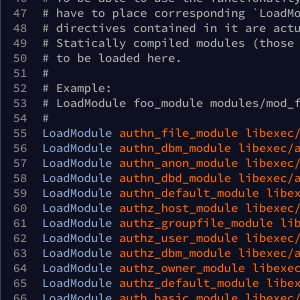 46 # To be able to use the functionality
47 # have to place corresponding `LoadMo
48 # directives contained in it are actu
49 # Statically compiled modules (those
50 # to be loaded here.
51 #
52 # Example:
53 # LoadModule foo_module modules/mod_f
54 #
55 LoadModule authn_file_module libexec/
56 LoadModule authn_dbm_module libexec/a
57 LoadModule authn_anon_module libexec/
58 LoadModule authn_dbd_module libexec/a
59 LoadModule authn_default_module libex
60 LoadModule authz_host_module libexec/
61 LoadModule authz_groupfile_module lib
62 LoadModule authz_user_module libexec/
63 LoadModule authz_dbm_module libexec/a
64 LoadModule authz_owner_module libexec
65 LoadModule authz_default_module libex
66 LoadModule auth_basic_module libexec/